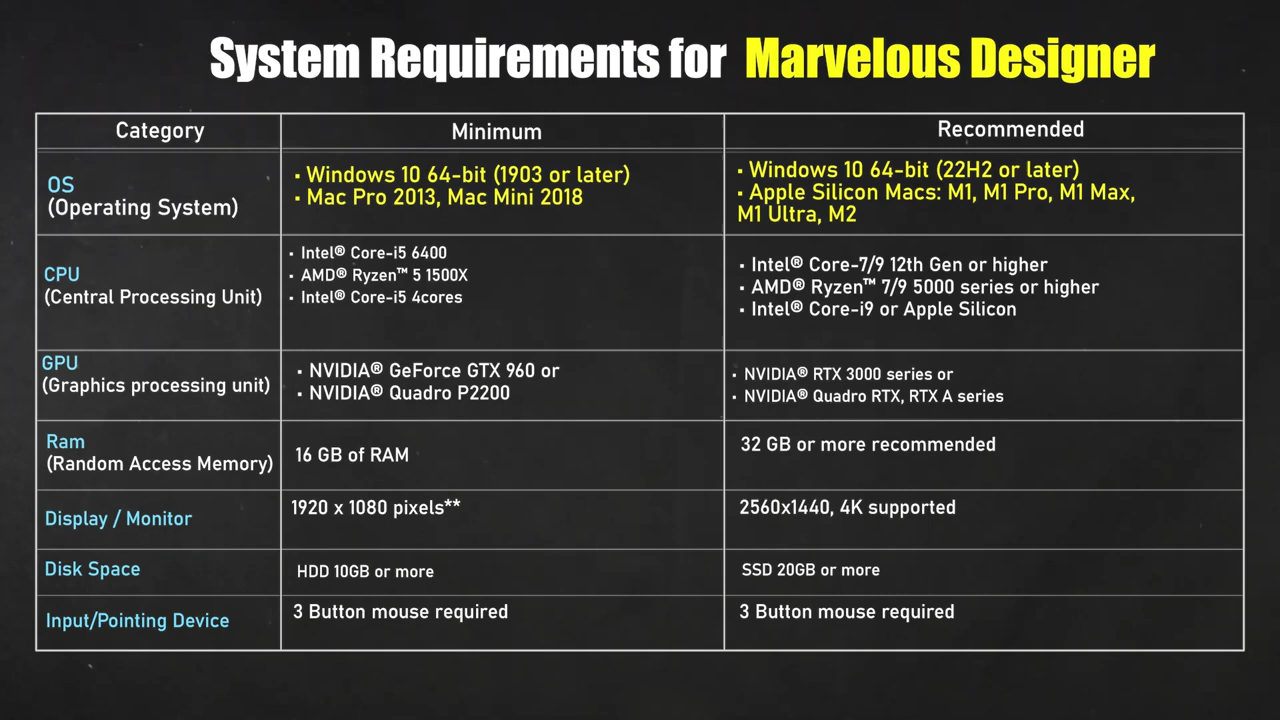 System Requirements for Marvelous Designer
Category
Minimum
Recommended
OS
(Operating System)
▪ Windows 10 64-bit (1903 or later)
▪ Mac Pro 2013, Mac Mini 2018
▪ Windows 10 64-bit (22H2 or later)
▪ Apple Silicon Macs: M1, M1 Pro, M1 Max,
M1 Ultra, M2
CPU
(Central Processing Unit)
▪ Intel® Core-i5 6400
▪ AMD® Ryzen™ 5 1500X
▪ Intel® Core-i5 4cores
▪ Intel® Core-7/9 12th Gen or higher
▪ AMD® Ryzen™ 7/9 5000 series or higher
▪ Intel® Core-i9 or Apple Silicon
GPU
(Graphics processing unit)
▪ NVIDIA® GeForce GTX 960 or
▪ NVIDIA® Quadro P2200
▪ NVIDIA® RTX 3000 series or
▪ NVIDIA® Quadro RTX, RTX A series
Ram
(Random Access Memory)
16 GB of RAM
32 GB or more recommended
Display / Monitor
1920 x 1080 pixels**
2560x1440, 4K supported
Disk Space
HDD 10GB or more
SSD 20GB or more
Input/Pointing Device
3 Button mouse required
3 Button mouse required